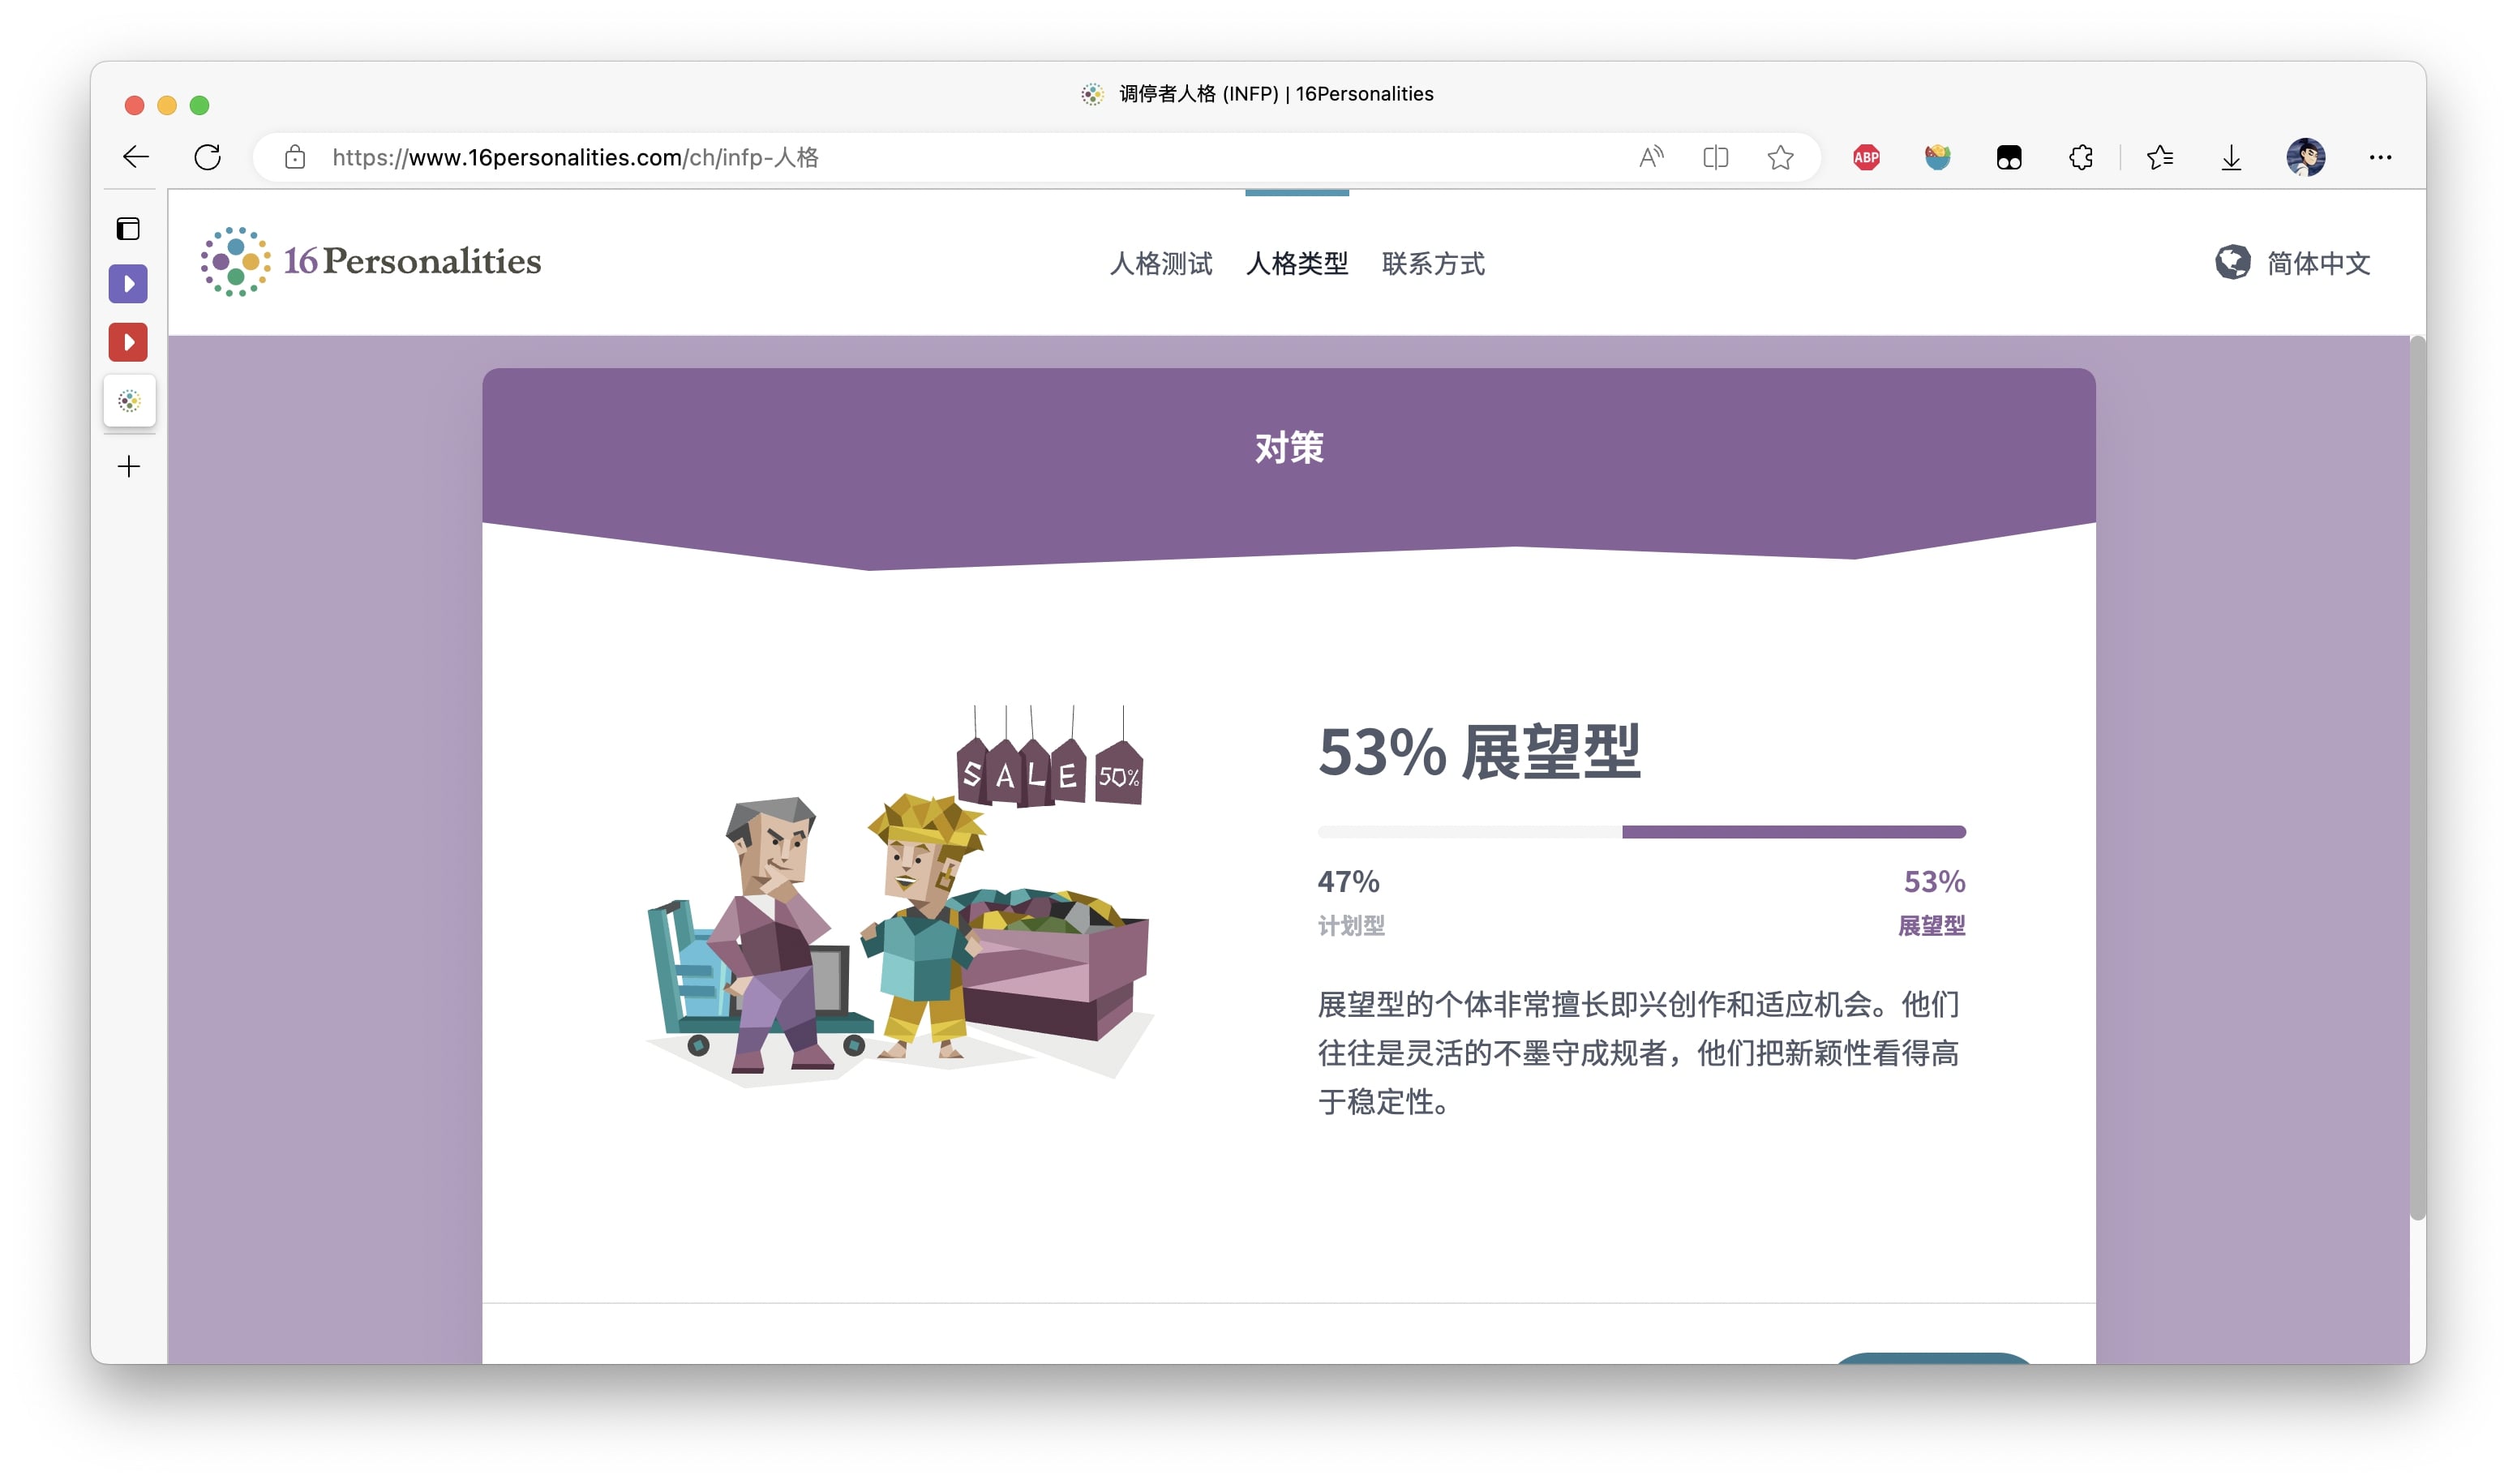 调停者人格 (INFP) | 16Personalities
https://www.16personalities.com/ch/infp-人格
ABP
16Personalities
人格测试 人格类型 联系方式
简体中文
对策
SALE 50%
53% 展望型
47% 53%
计划型 展望型
展望型的个体非常擅长即兴创作和适应机会。他们
往往是灵活的不墨守成规者，他们把新颖性看得高
于稳定性。